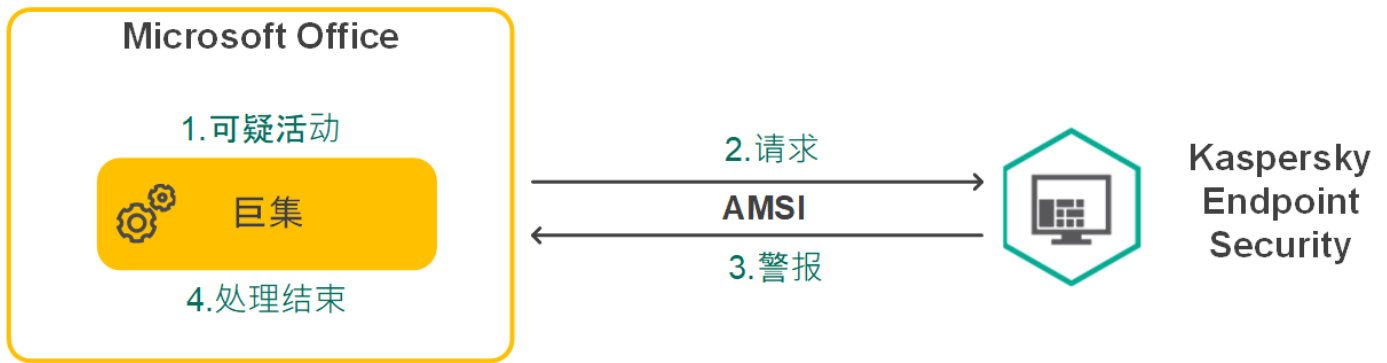 Microsoft Office
1.可疑活动
巨集
4.处理结束
2.请求
AMSI
3.警报
Kaspersky
Endpoint
Security